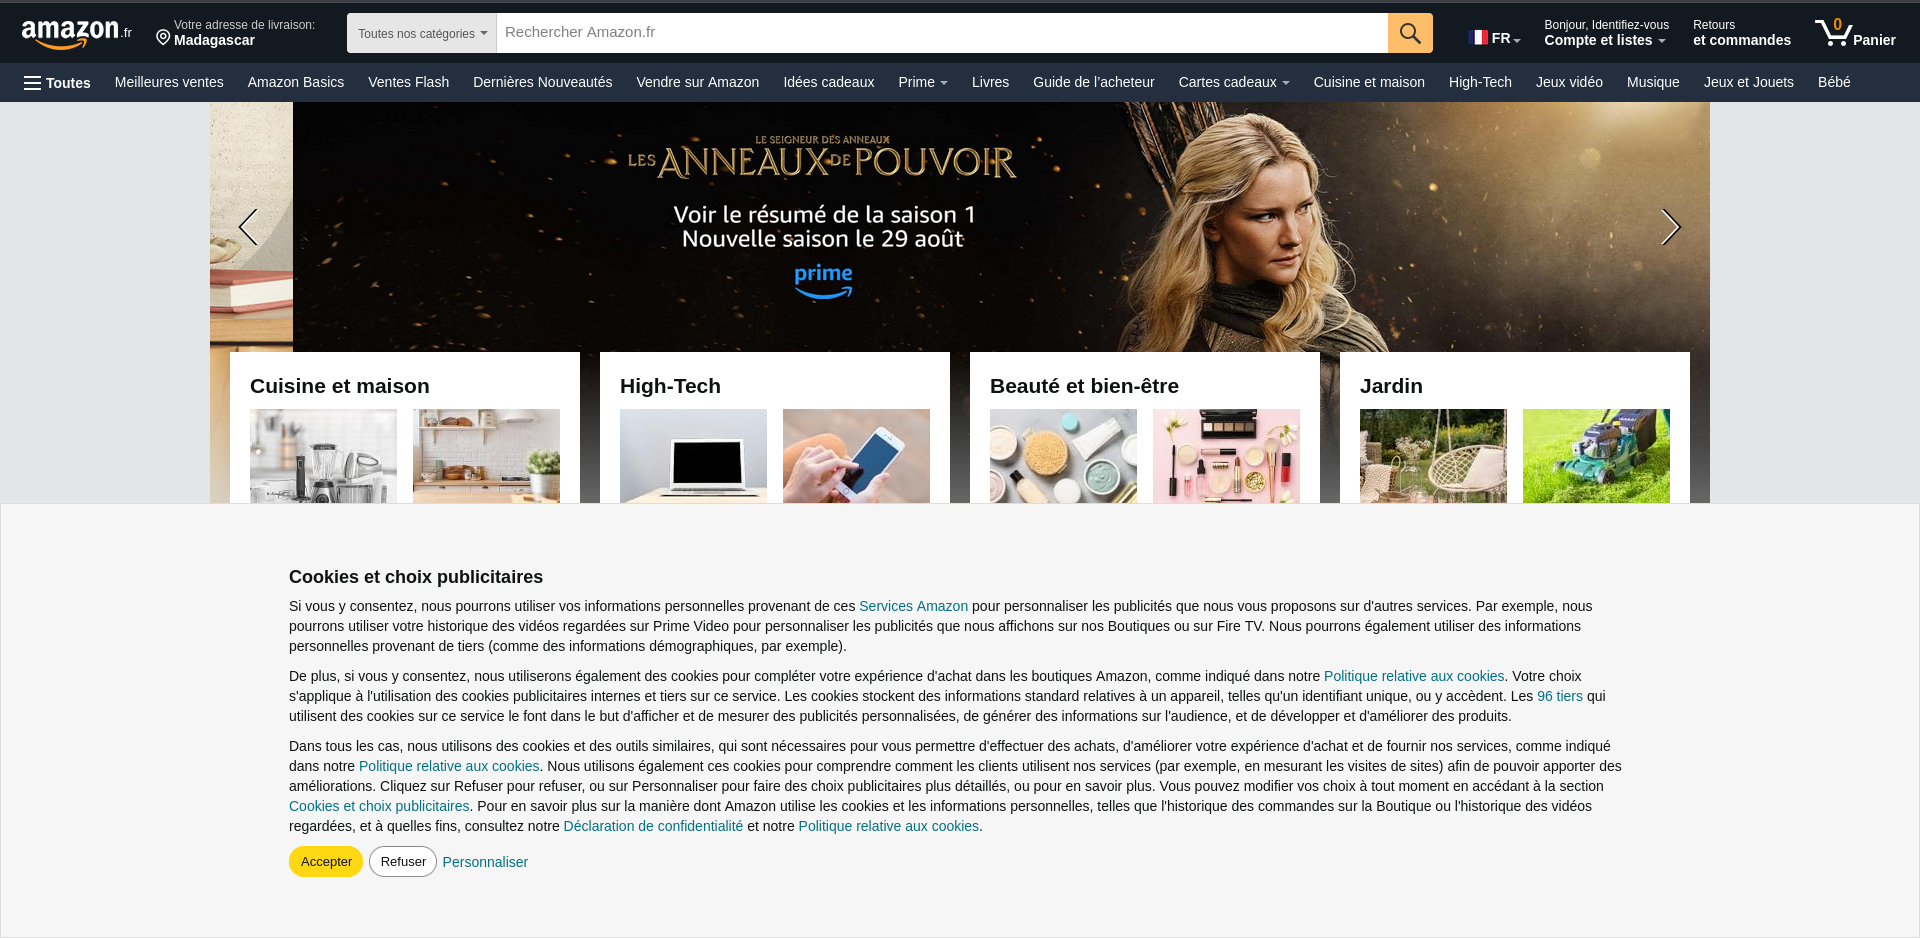 amazon.fr
Votre adresse de livraison:
Madagascar
Toutes nos catégories
Rechercher Amazon.fr
FR
Bonjour, Identifiez-vous
Compte et listes
Retours
et commandes
0
Panier
Toutes
Meilleures ventes
Amazon Basics
Ventes Flash
Dernières Nouveautés
Vendre sur Amazon
Idées cadeaux
Prime
Livres
Guide de l'acheteur
Cartes cadeaux
Cuisine et maison
High-Tech
Jeux vidéo
Musique
Jeux et Jouets
Bébé
LE SEIGNEUR DES ANNEAUX
LES ANNEAUX DE POUVOIR
Voir le résumé de la saison 1
Nouvelle saison le 29 août
prime
Cuisine et maison
High-Tech
Beauté et bien-être
Jardin
Cookies et choix publicitaires
Si vous y consentez, nous pourrons utiliser vos informations personnelles provenant de ces Services Amazon pour personnaliser les publicités que nous vous proposons sur d'autres services. Par exemple, nous
pourrons utiliser votre historique des vidéos regardées sur Prime Video pour personnaliser les publicités que nous affichons sur nos Boutiques ou sur Fire TV. Nous pourrons également utiliser des informations
personnelles provenant de tiers (comme des informations démographiques, par exemple).
De plus, si vous y consentez, nous utiliserons également des cookies pour compléter votre expérience d'achat dans les boutiques Amazon, comme indiqué dans notre Politique relative aux cookies. Votre choix
s'applique à l'utilisation des cookies publicitaires internes et tiers sur ce service. Les cookies stockent des informations standard relatives à un appareil, telles qu'un identifiant unique, ou y accèdent. Les 96 tiers qui
utilisent des cookies sur ce service le font dans le but d'afficher et de mesurer des publicités personnalisées, de générer des informations sur l'audience, et de développer et d'améliorer des produits.
Dans tous les cas, nous utilisons des cookies et des outils similaires, qui sont nécessaires pour vous permettre d'effectuer des achats, d'améliorer votre expérience d'achat et de fournir nos services, comme indiqué
dans notre Politique relative aux cookies. Nous utilisons également ces cookies pour comprendre comment les clients utilisent nos services (par exemple, en mesurant les visites de sites) afin de pouvoir apporter des
améliorations. Cliquez sur Refuser pour refuser, ou sur Personnaliser pour faire des choix publicitaires plus détaillés, ou pour en savoir plus. Vous pouvez modifier vos choix à tout moment en accédant à la section
Cookies et choix publicitaires. Pour en savoir plus sur la manière dont Amazon utilise les cookies et les informations personnelles, telles que l'historique des commandes sur la Boutique ou l'historique des vidéos
regardées, et à quelles fins, consultez notre Déclaration de confidentialité et notre Politique relative aux cookies.
Accepter
Refuser
Personnaliser